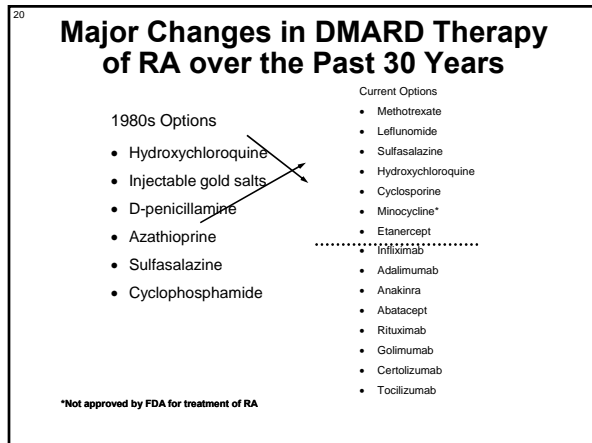 20
Major Changes in DMARD Therapy
of RA over the Past 30 Years
1980s Options
• Hydroxychloroquine
• Injectable gold salts
• D-penicillamine
• Azathioprine
• Sulfasalazine
• Cyclophosphamide
Current Options
• Methotrexate
• Leflunomide
• Sulfasalazine
• Hydroxychloroquine
• Cyclosporine
• Minocycline*
• Etanercept
• Infliximab
• Adalimumab
• Anakinra
• Abatacept
• Rituximab
• Golimumab
• Certolizumab
• Tocilizumab
*Not approved by FDA for treatment of RA